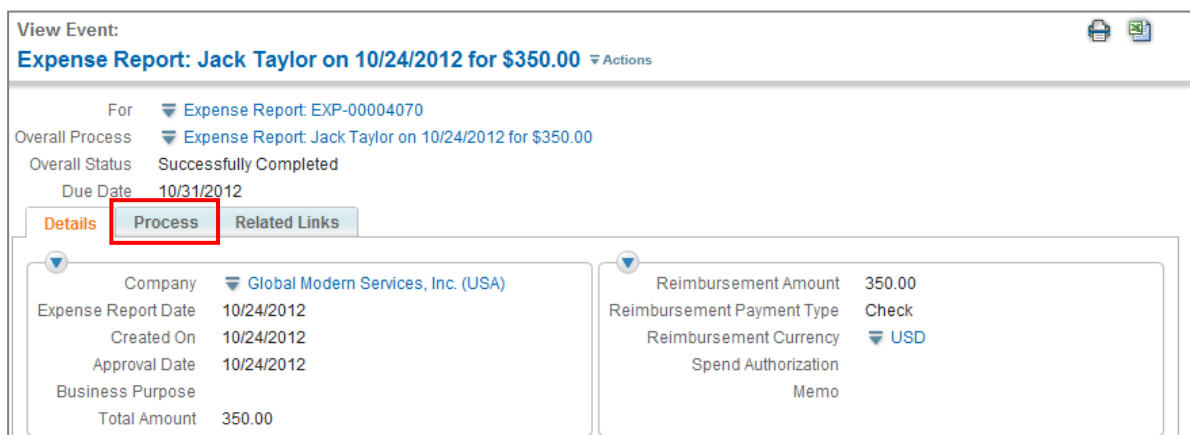 View Event:
Expense Report: Jack Taylor on 10/24/2012 for $350.00 Actions
For Expense Report: EXP-00004070
Overall Process Expense Report: Jack Taylor on 10/24/2012 for $350.00
Overall Status Successfully Completed
Due Date 10/31/2012
Details Process Related Links
Company Global Modern Services, Inc. (USA)
Expense Report Date 10/24/2012
Created On 10/24/2012
Approval Date 10/24/2012
Business Purpose
Total Amount 350.00
Reimbursement Amount 350.00
Reimbursement Payment Type Check
Reimbursement Currency USD
Spend Authorization
Memo